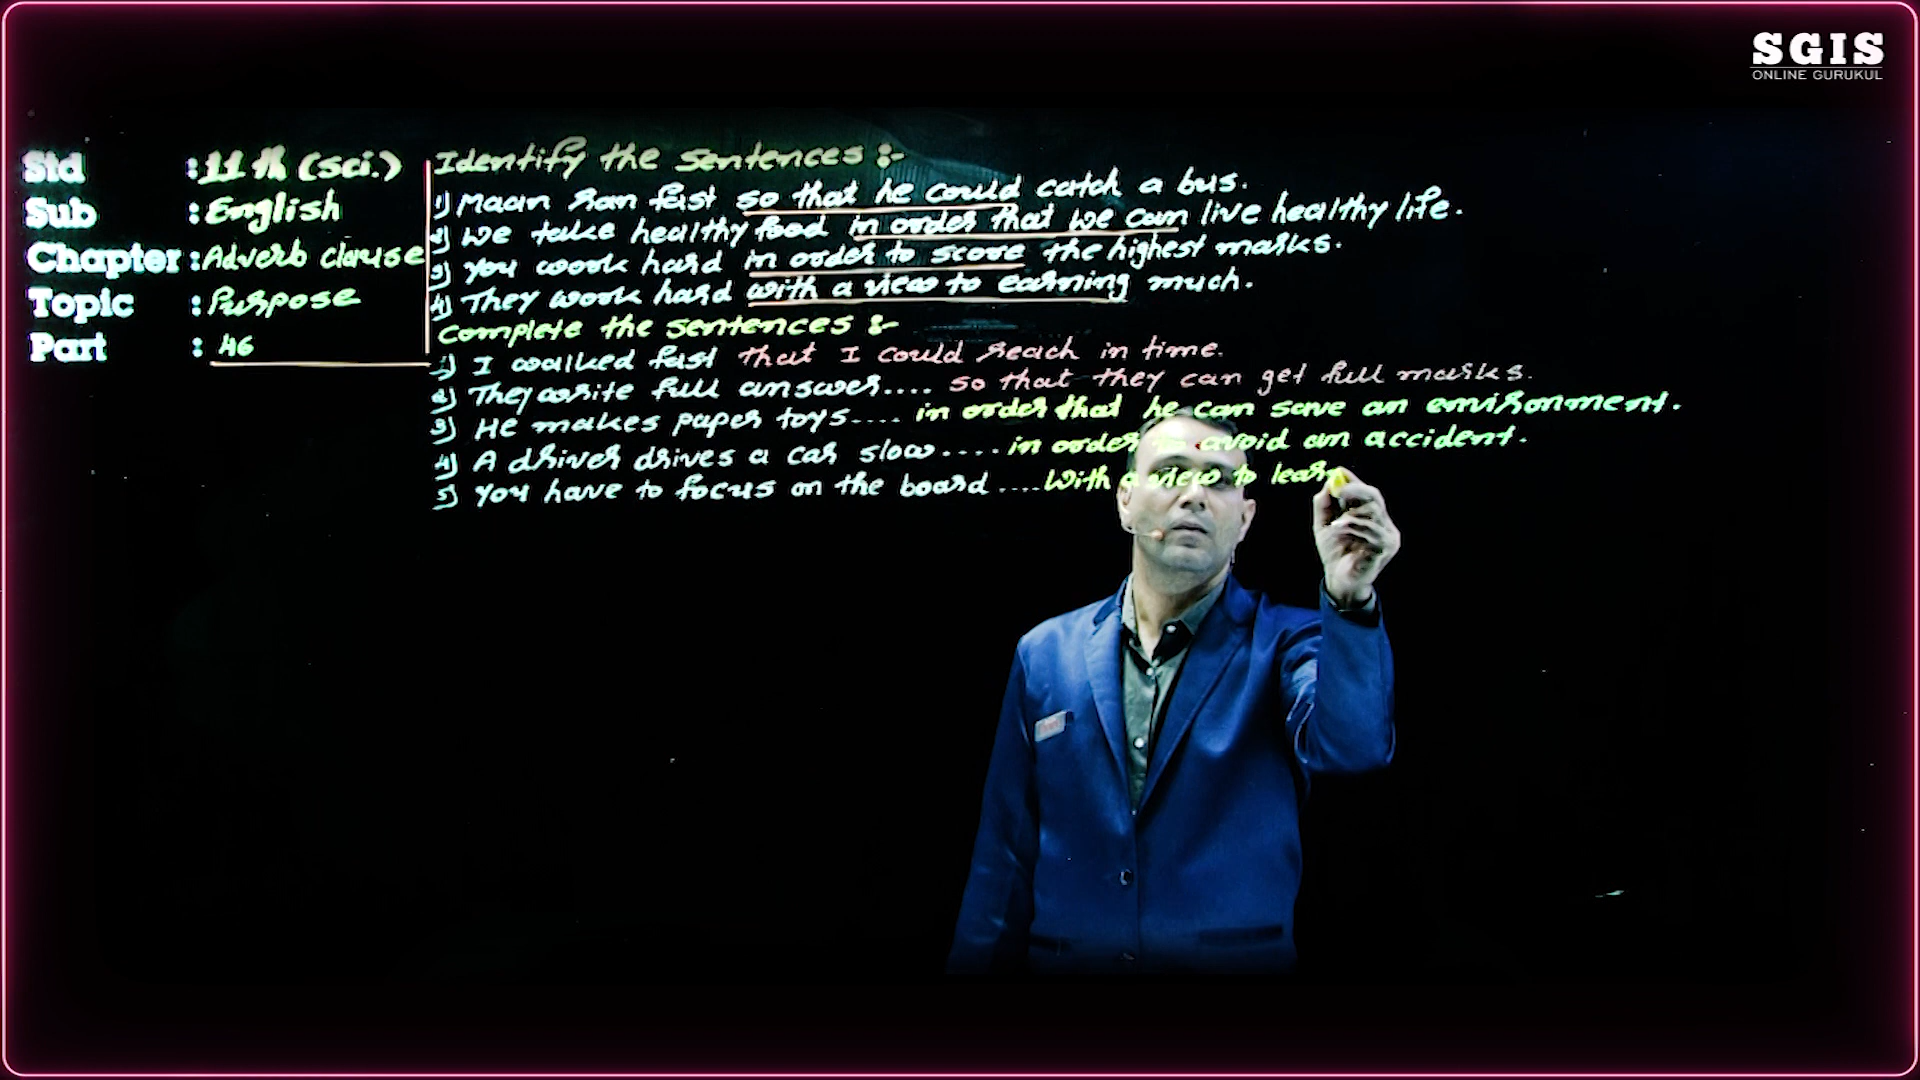 SGIS
ONLINE GURUKUL
Std : 11th (sci.)
Sub : English
Chapter : Adverb clause
Topic : Purpose
Part : 46
Identify the sentences :-
1) Maan ran fast so that he could catch a bus.
2) We take healthy food in order that we can live healthy life.
3) You work hard in order to score the highest marks.
4) They work hard with a view to earning much.
Complete the sentences :-
1) I walked fast that I could reach in time.
2) They write full answer.... so that they can get full marks.
3) He makes paper toys.... in order that he can save an environment.
4) A driver drives a car slow.... in order to avoid an accident.
5) You have to focus on the board .... With a view to learn